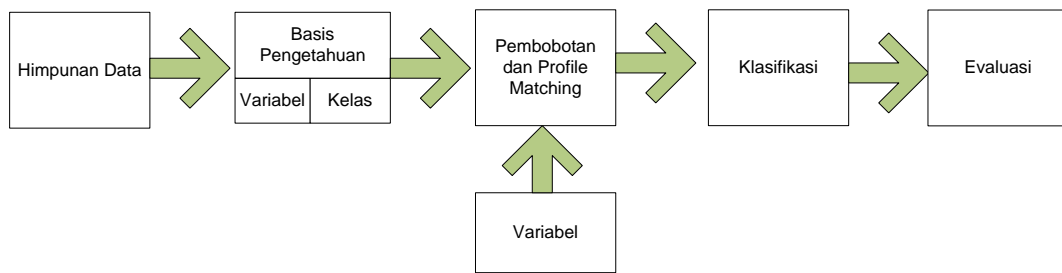 Himpunan Data
Basis
Pengetahuan
Variabel
Kelas
Pembobotan
dan Profile
Matching
Klasifikasi
Evaluasi
Variabel